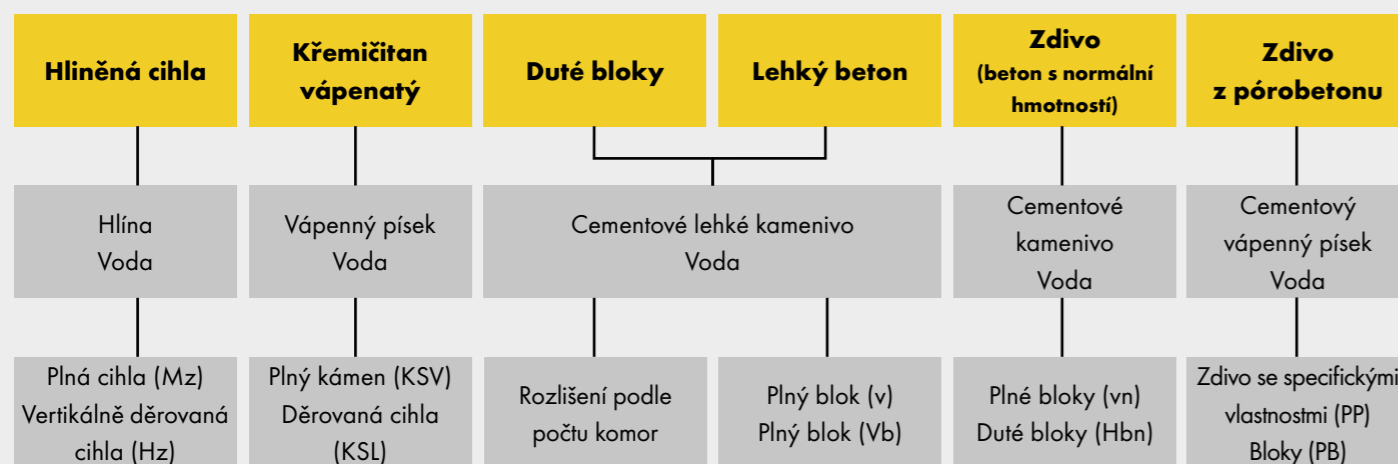 Hliněná cihla
Křemičitan
vápenatý
Duté bloky
Lehký beton
Zdivo
(beton s normální
hmotností)
Zdivo
z pórobetonu
Hlína
Voda
Vápenný písek
Voda
Cementové lehké kamenivo
Voda
Cementové
kamenivo
Voda
Cementový
vápenný písek
Voda
Plná cihla (Mz)
Vertikálně děrovaná
cihla (Hz)
Plný kámen (KSV)
Děrovaná cihla
(KSL)
Rozlišení podle
počtu komor
Plný blok (v)
Plný blok (Vb)
Plné bloky (vn)
Duté bloky (Hbn)
Zdivo se specifickými
vlastnostmi (PP)
Bloky (PB)